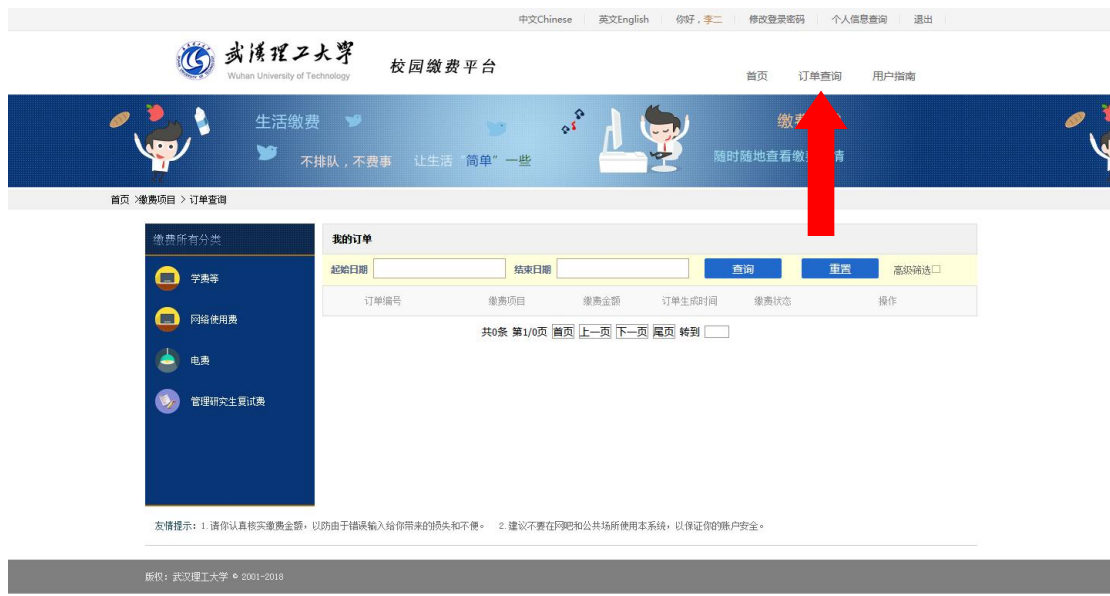 中文Chinese 英文English 你好，李二 修改登录密码 个人信息查询 退出
武汉理工大学
Wuhan University of Technology
校园缴费平台
首页 订单查询 用户指南
生活缴费
不排队，不费事 让生活“简单”一些
缴费
随时随地查看缴 情
首页 >缴费项目 > 订单查询
缴费所有分类
学费等
网络使用费
电费
管理研究生复试费
我的订单
起始日期 结束日期 查询 重置 高级筛选
订单编号 缴费项目 缴费金额 订单生成时间 缴费状态 操作
共0条 第1/0页 首页 上一页 下一页 尾页 转到
友情提示：1.请你认真核实缴费金额，以防由于错误输入给你带来的损失和不便。 2.建议不要在网吧和公共场所使用本系统，以保证你的账户安全。
版权：武汉理工大学 © 2001-2018